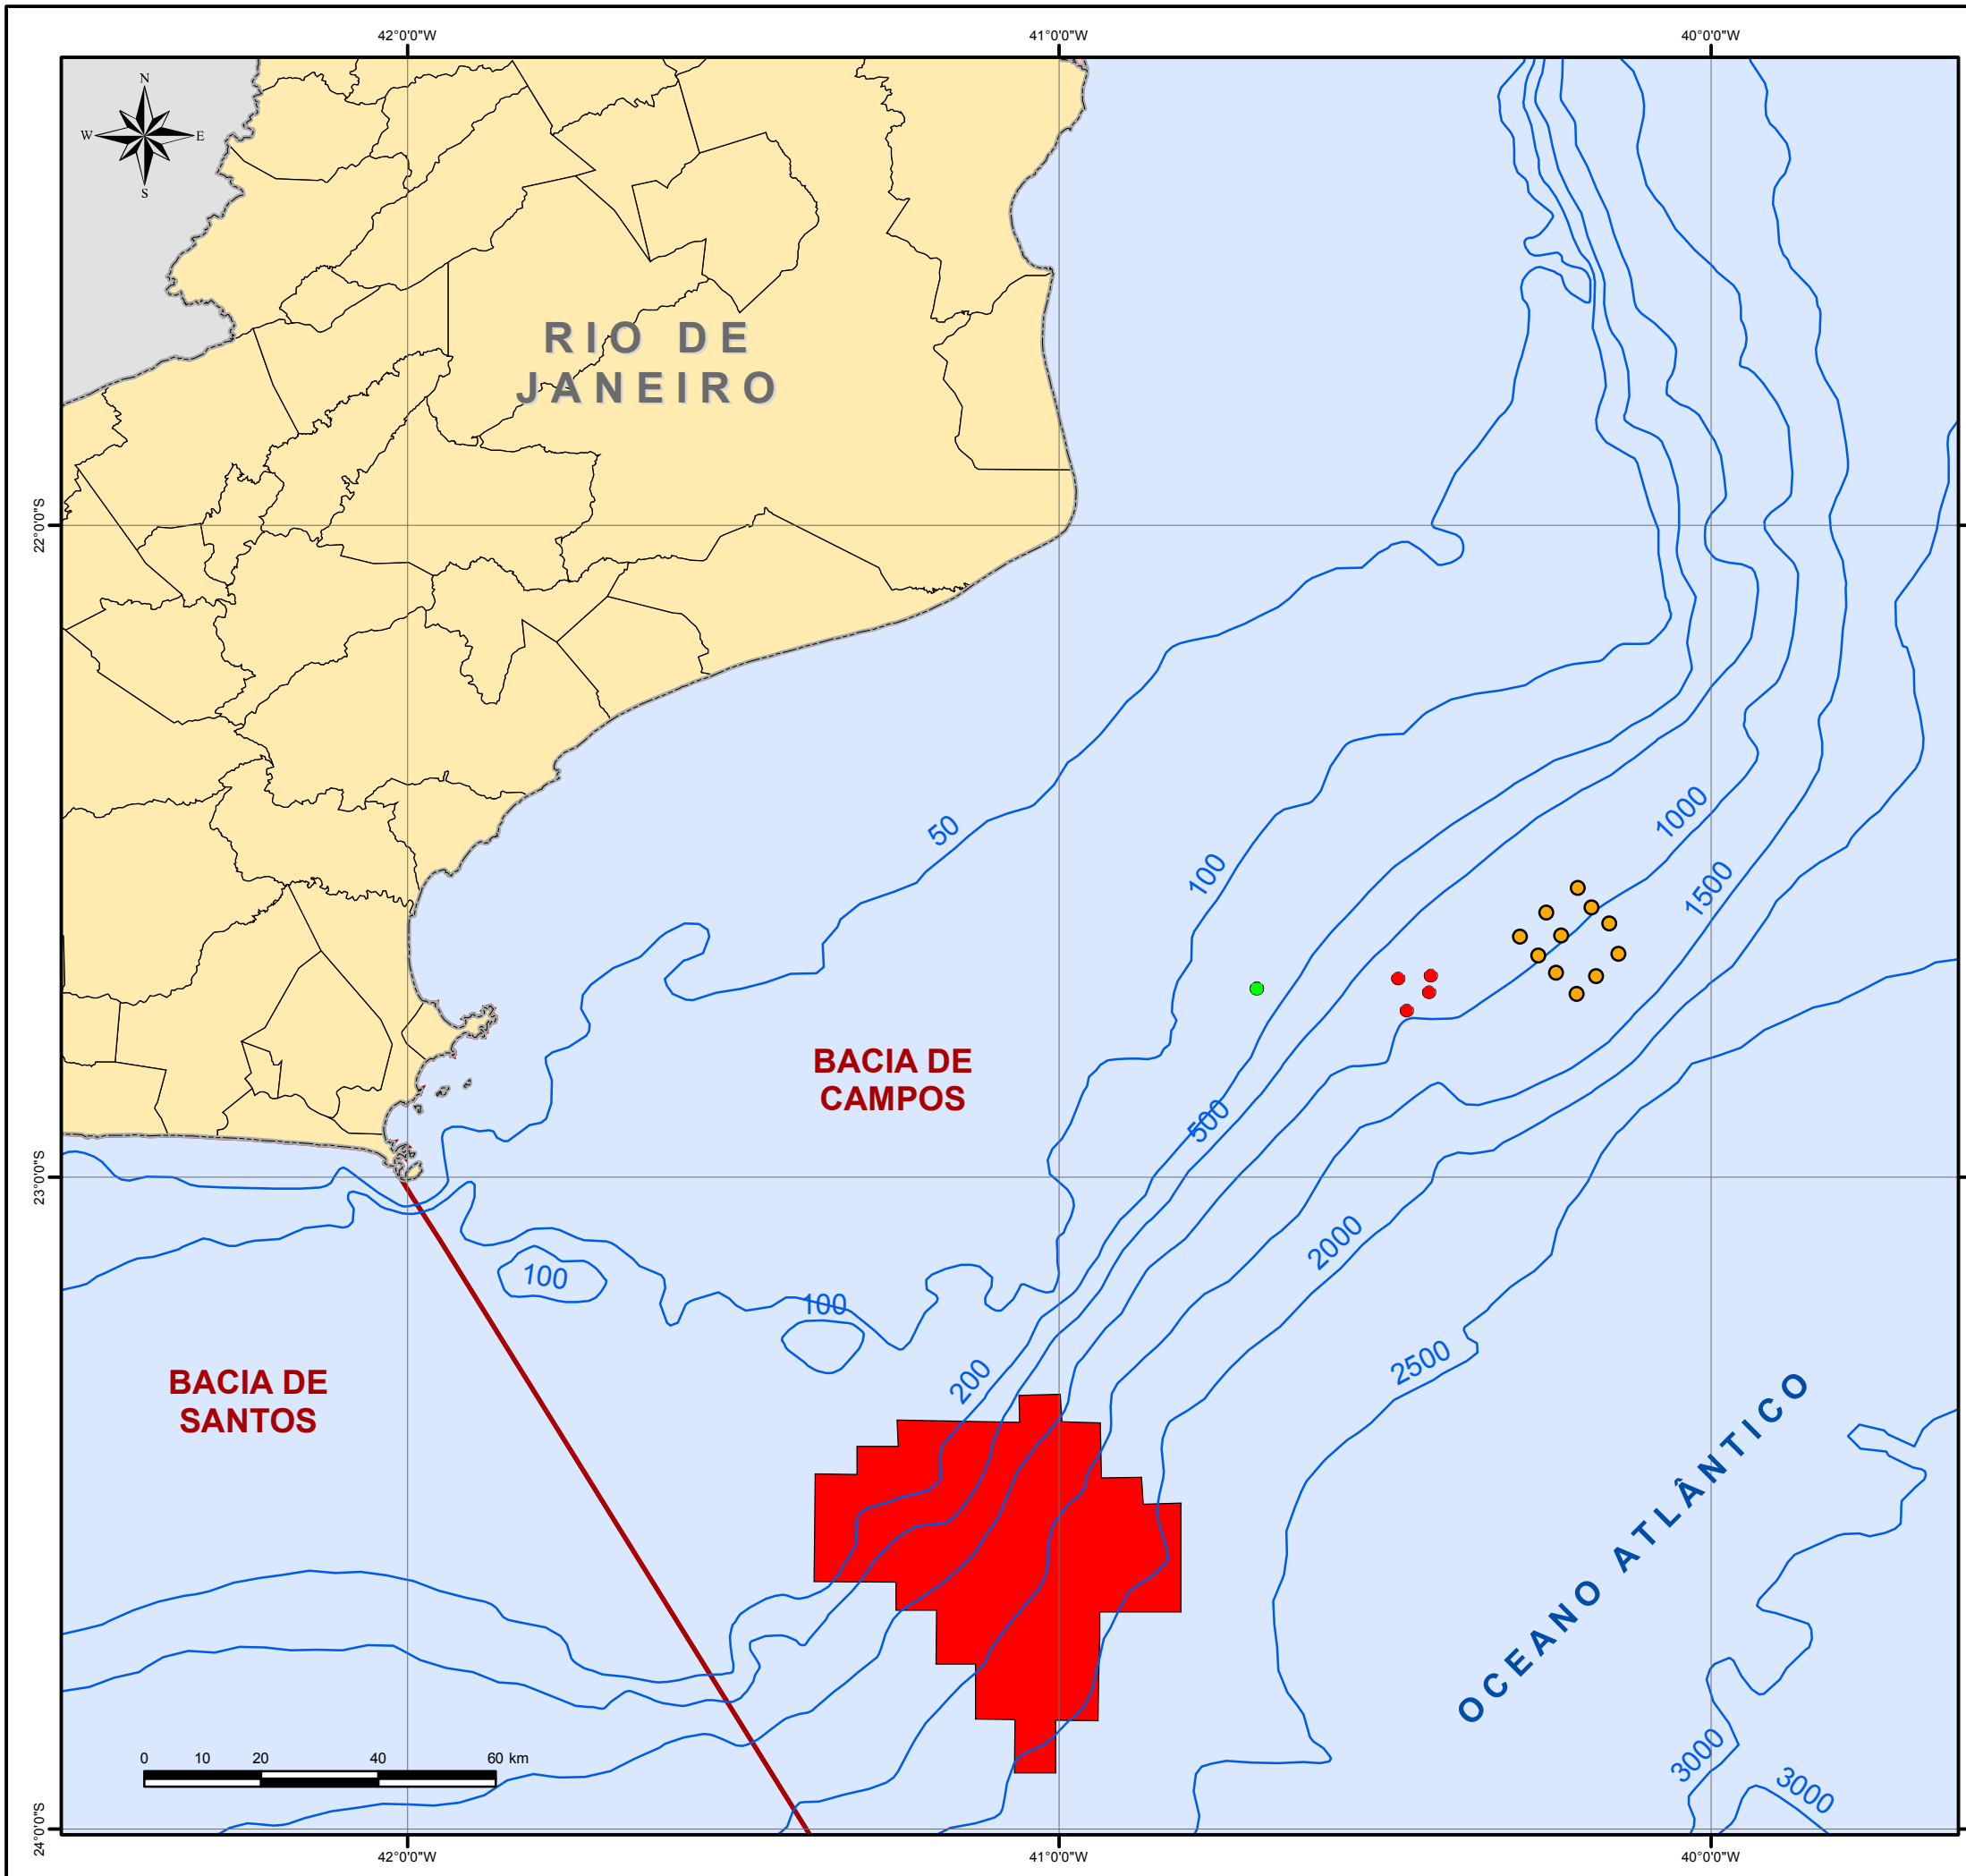 42°0'0"W
41°0'0"W
40°0'0"W
N
W
E
S
RIO DE
JANEIRO
22°0'0"S
50
100
1000
1500
BACIA DE
CAMPOS
500
23°0'0"S
2000
100
100
200
2500
BACIA DE
SANTOS
OCEANO ATLÂNTICO
0 10 20 40 60 km
3000
3000
24°0'0"S
42°0'0"W
41°0'0"W
40°0'0"W